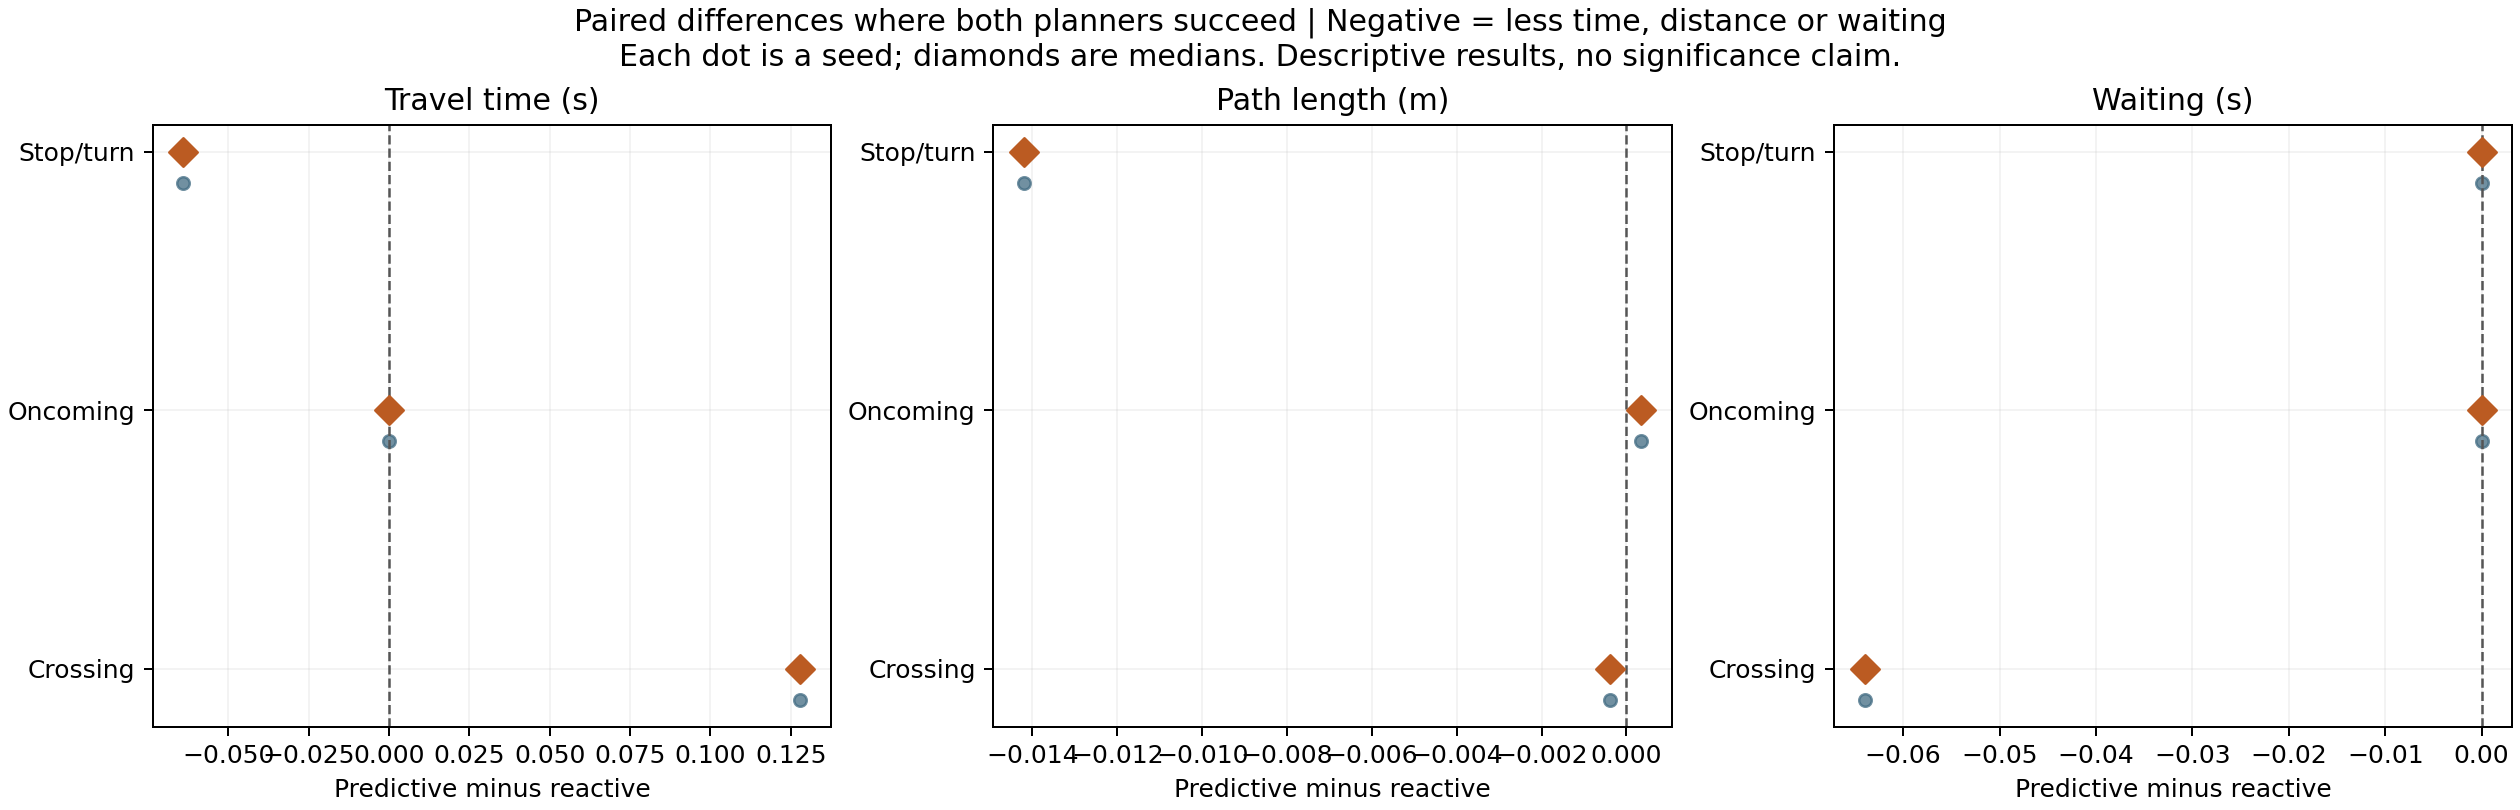 Paired differences where both planners succeed | Negative = less time, distance or waiting
Each dot is a seed; diamonds are medians. Descriptive results, no significance claim.
Travel time (s)
Stop/turn
Oncoming
Crossing
−0.050 −0.025 0.000 0.025 0.050 0.075 0.100 0.125
Predictive minus reactive
Path length (m)
Stop/turn
Oncoming
Crossing
−0.014 −0.012 −0.010 −0.008 −0.006 −0.004 −0.002 0.000
Predictive minus reactive
Waiting (s)
Stop/turn
Oncoming
Crossing
−0.06 −0.05 −0.04 −0.03 −0.02 −0.01 0.00
Predictive minus reactive